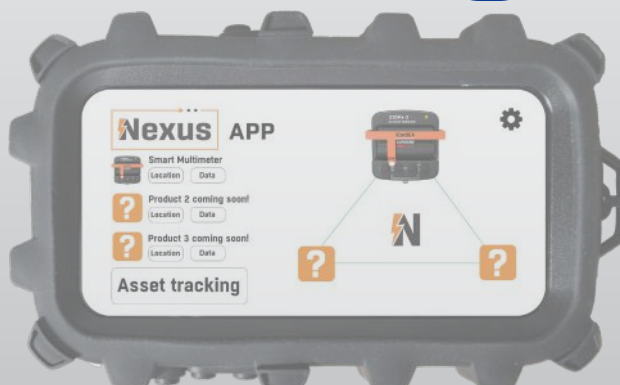 Nexus APP
Smart Multimeter
Location Data
Product 2 coming soon!
Location Data
Product 3 coming soon!
Location Data
Asset tracking
N
?
?
?
?